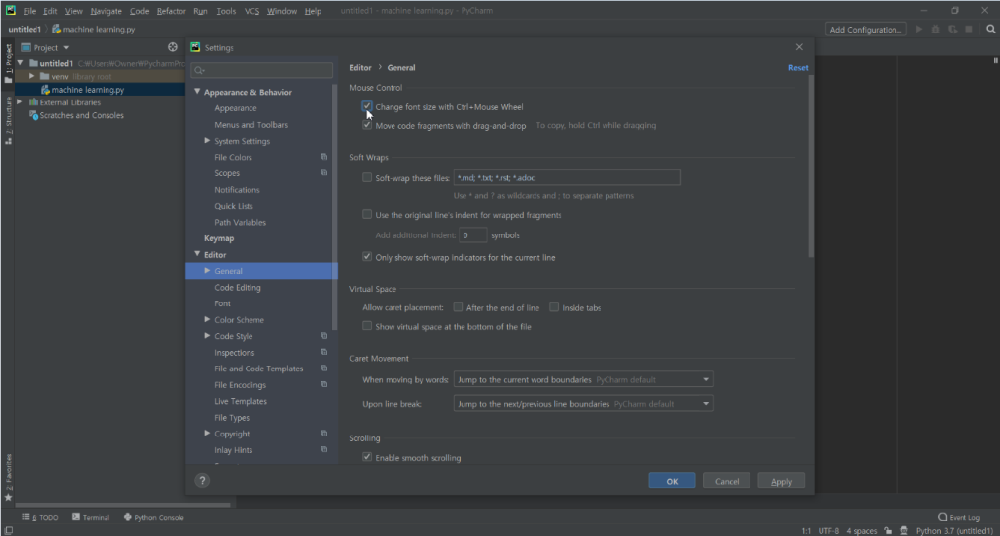 File Edit View Navigate Code Refactor Run Tools VCS Window Help untitled1 - machine learning.py - PyCharm
untitled1 machine learning.py Add Configuration...
1: Project
Project
untitled1 C:₩Users₩Owner₩PycharmPro
venv library root
machine learning.py
External Libraries
Scratches and Consoles
Z: Structure
2: Favorites
Settings
Appearance & Behavior
Appearance
Menus and Toolbars
System Settings
File Colors
Scopes
Notifications
Quick Lists
Path Variables
Keymap
Editor
General
Code Editing
Font
Color Scheme
Code Style
Inspections
File and Code Templates
File Encodings
Live Templates
File Types
Copyright
Inlay Hints
Editor › General Reset
Mouse Control
Change font size with Ctrl+Mouse Wheel
Move code fragments with drag-and-drop To copy, hold Ctrl while dragging
Soft Wraps
Soft-wrap these files: *.md; *.txt; *.rst; *.adoc
Use * and ? as wildcards and ; to separate patterns
Use the original line's indent for wrapped fragments
Add additional indent: 0 symbols
Only show soft-wrap indicators for the current line
Virtual Space
Allow caret placement: After the end of line Inside tabs
Show virtual space at the bottom of the file
Caret Movement
When moving by words: Jump to the current word boundaries PyCharm default
Upon line break: Jump to the next/previous line boundaries PyCharm default
Scrolling
Enable smooth scrolling
? OK Cancel Apply
6: TODO Terminal Python Console Event Log
1:1 UTF-8 4 spaces Python 3.7 (untitled1)